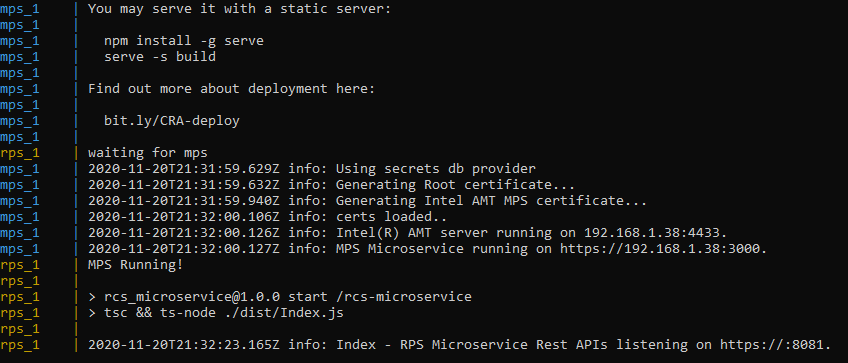 mps_1 | You may serve it with a static server:
mps_1 |
mps_1 | npm install -g serve
mps_1 | serve -s build
mps_1 |
mps_1 | Find out more about deployment here:
mps_1 |
mps_1 | bit.ly/CRA-deploy
mps_1 |
rps_1 | waiting for mps
mps_1 | 2020-11-20T21:31:59.629Z info: Using secrets db provider
mps_1 | 2020-11-20T21:31:59.632Z info: Generating Root certificate...
mps_1 | 2020-11-20T21:31:59.940Z info: Generating Intel AMT MPS certificate...
mps_1 | 2020-11-20T21:32:00.106Z info: certs loaded..
mps_1 | 2020-11-20T21:32:00.126Z info: Intel(R) AMT server running on 192.168.1.38:4433.
mps_1 | 2020-11-20T21:32:00.127Z info: MPS Microservice running on https://192.168.1.38:3000.
rps_1 | MPS Running!
rps_1 |
rps_1 | > rcs_microservice@1.0.0 start /rcs-microservice
rps_1 | > tsc && ts-node ./dist/Index.js
rps_1 |
rps_1 | 2020-11-20T21:32:23.165Z info: Index - RPS Microservice Rest APIs listening on https://:8081.